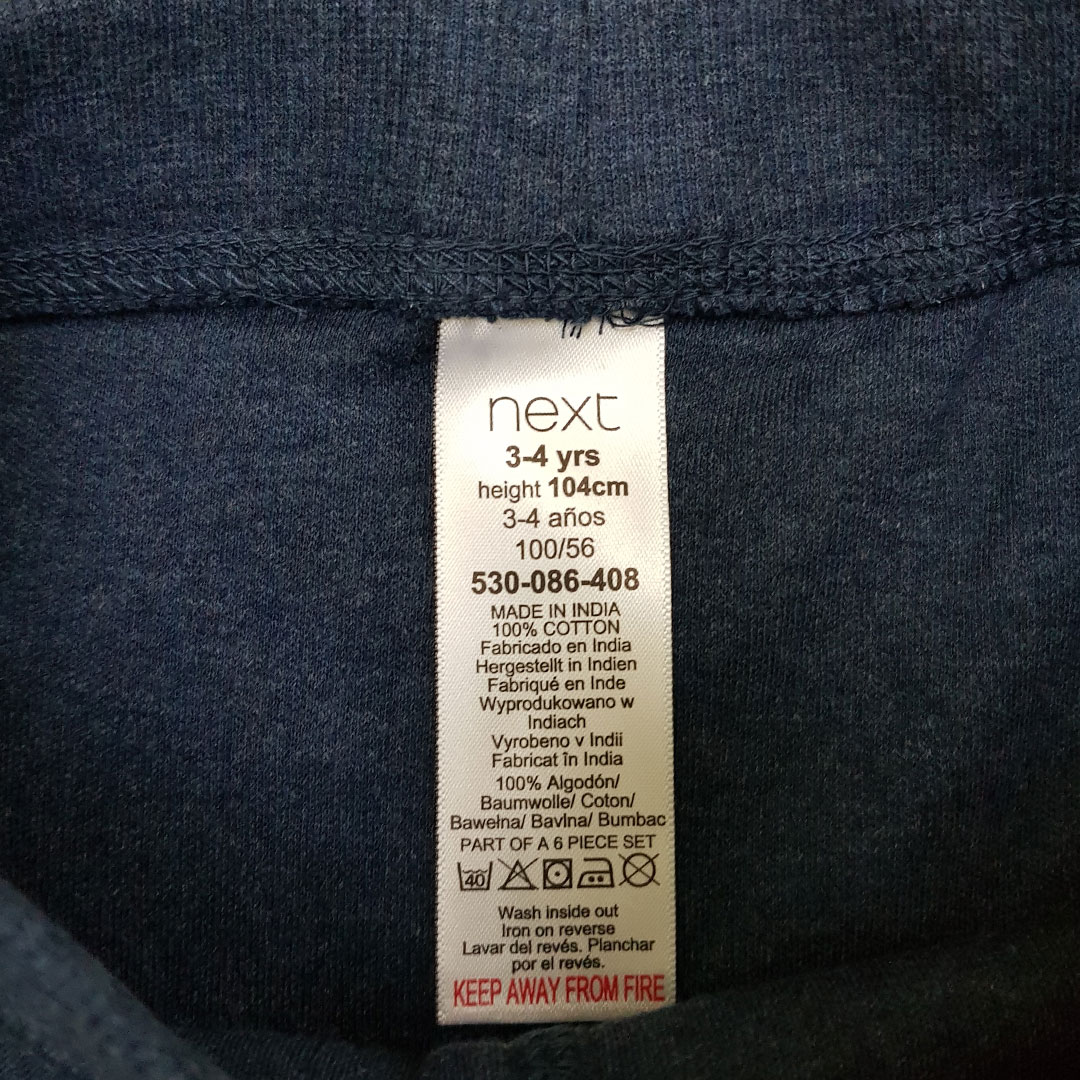 next
3-4 yrs
height 104cm
3-4 años
100/56
530-086-408
MADE IN INDIA
100% COTTON
Fabricado en India
Hergestellt in Indien
Fabriqué en Inde
Wyprodukowano w
Indiach
Vyrobeno v Indii
Fabricat în India
100% Algodón/
Baumwolle/ Coton/
Bawełna/ Bavlna/ Bumbac
PART OF A 6 PIECE SET
40
Wash inside out
Iron on reverse
Lavar del revés. Planchar
por el revés.
KEEP AWAY FROM FIRE